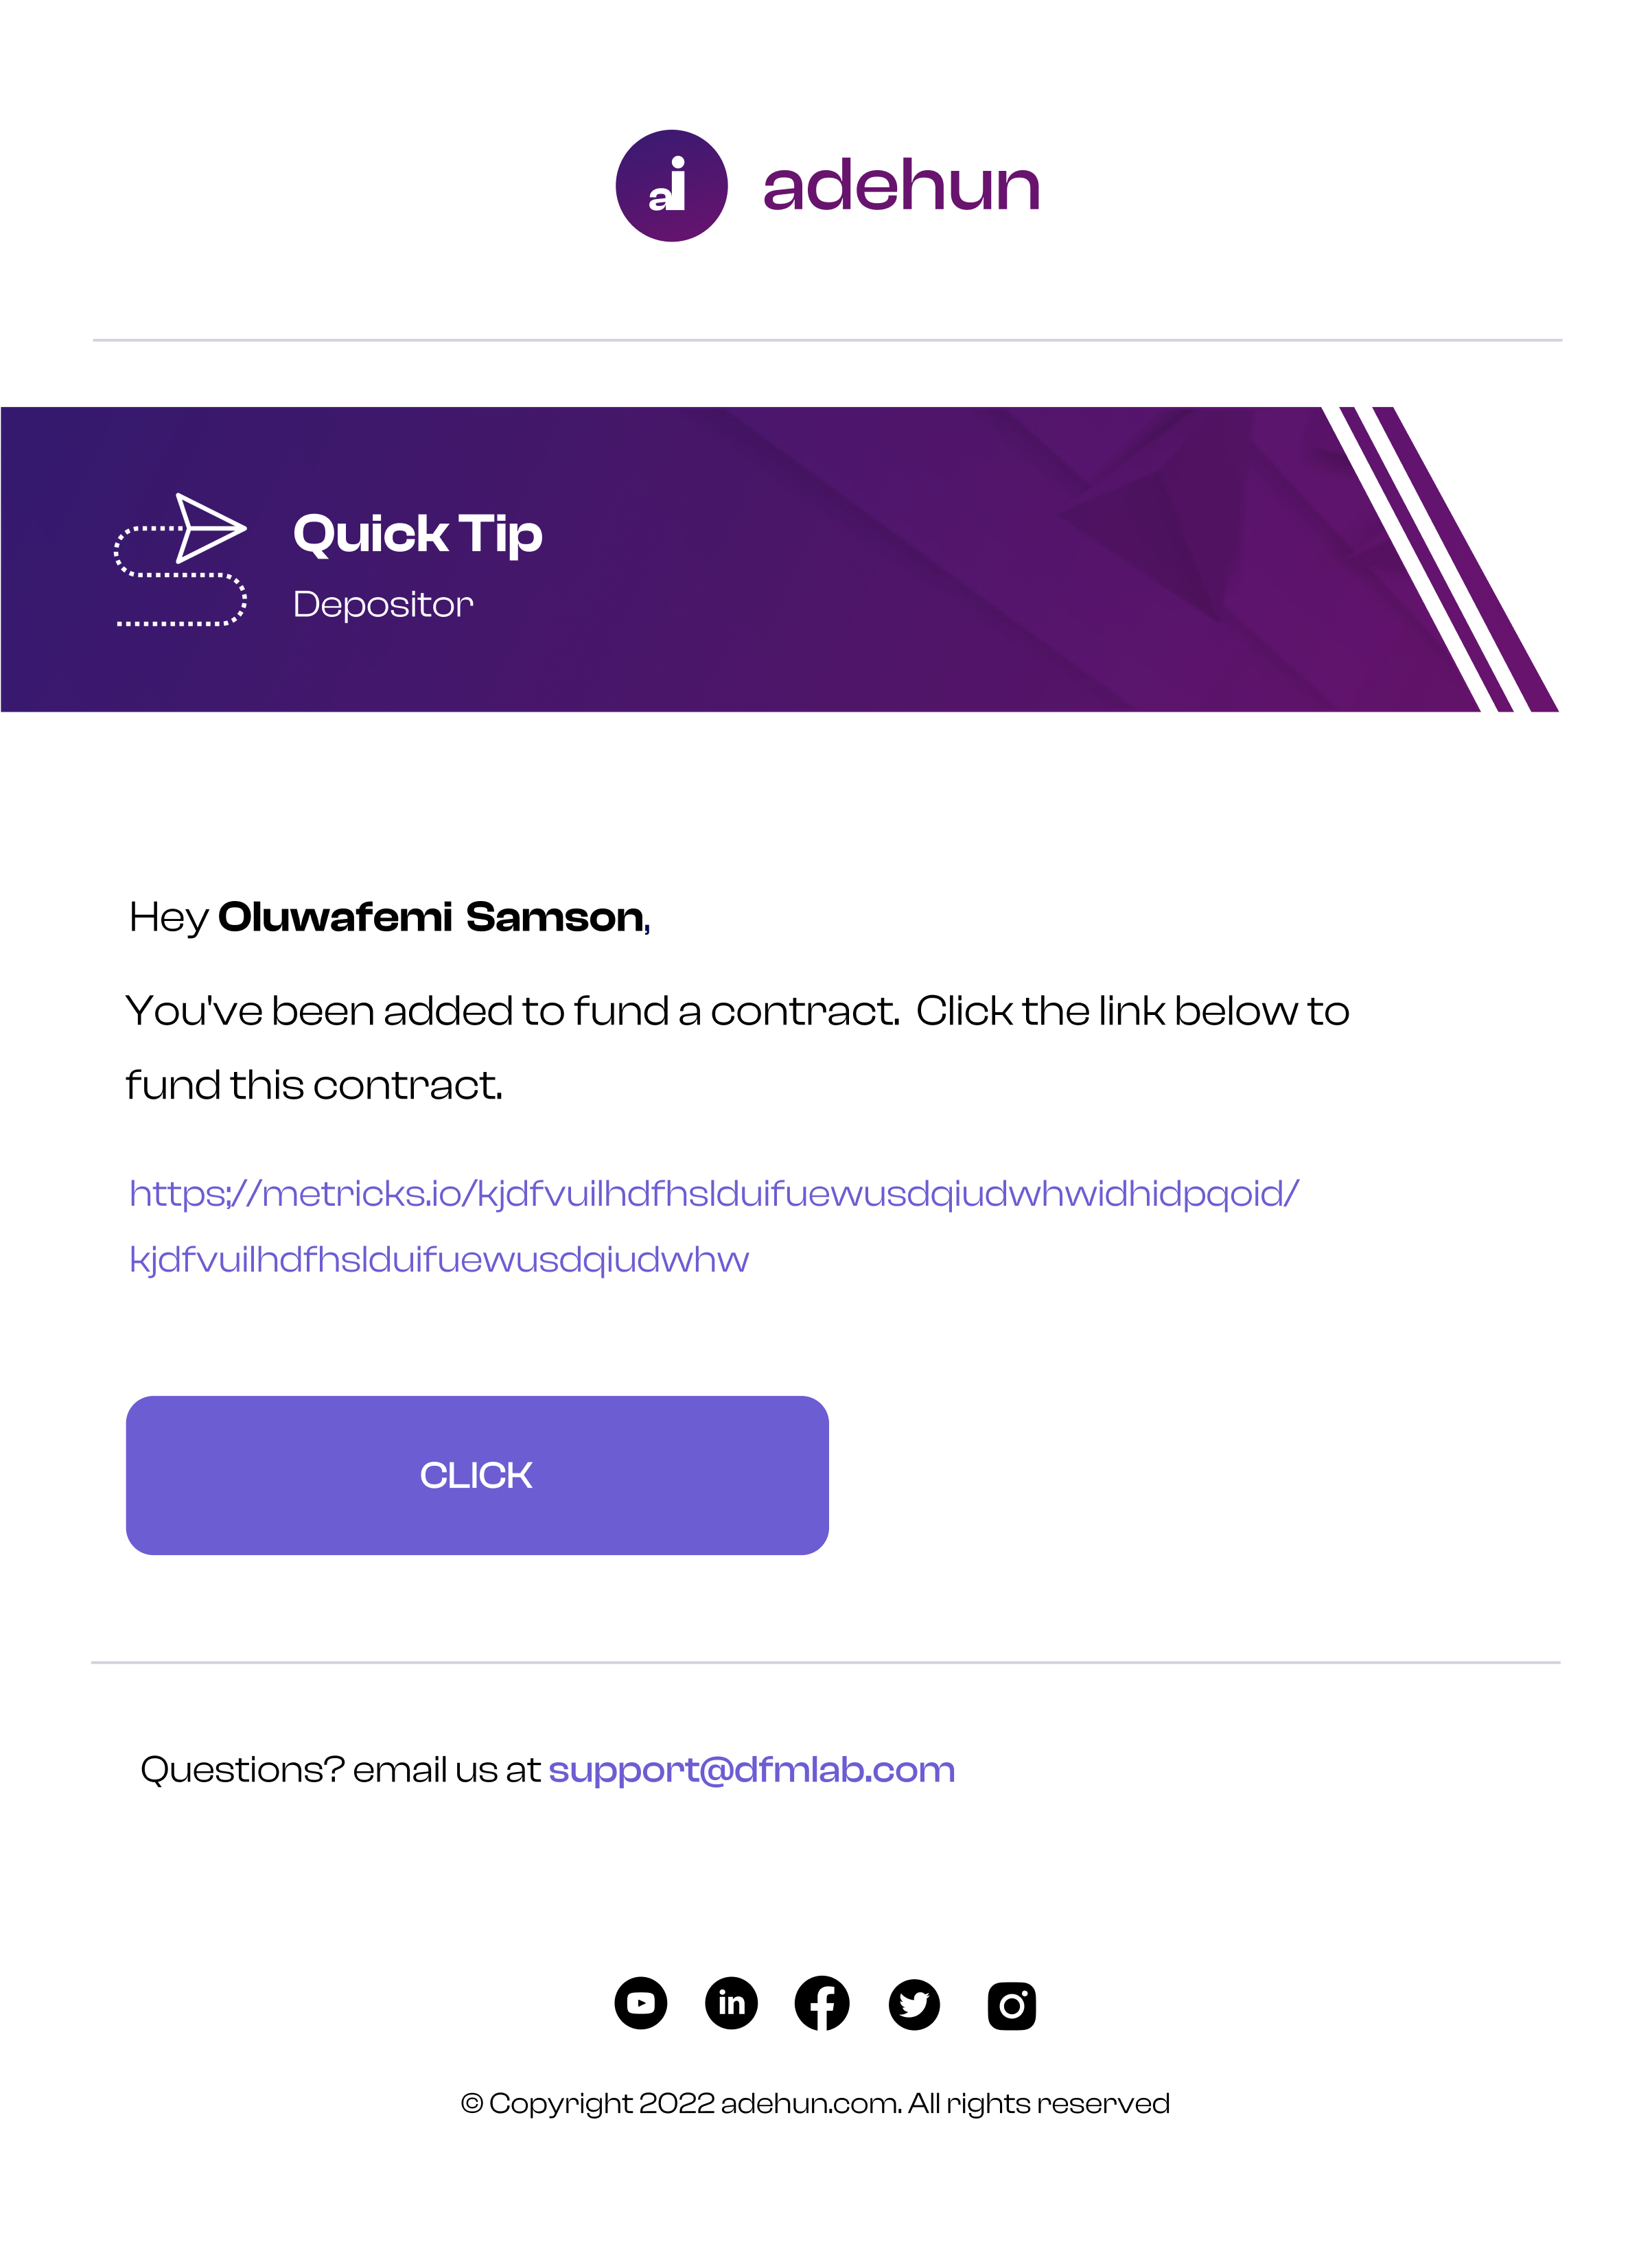 ai adehun
Quick Tip
Depositor
Hey Oluwafemi Samson,
You've been added to fund a contract. Click the link below to
fund this contract.
https;//metricks.io/kjdfvuilhdfhslduifuewusdqiudwhwidhidpqoid/
kjdfvuilhdfhslduifuewusdqiudwhw
CLICK
Questions? email us at support@dfmlab.com
in
© Copyright 2022 adehun.com. All rights reserved